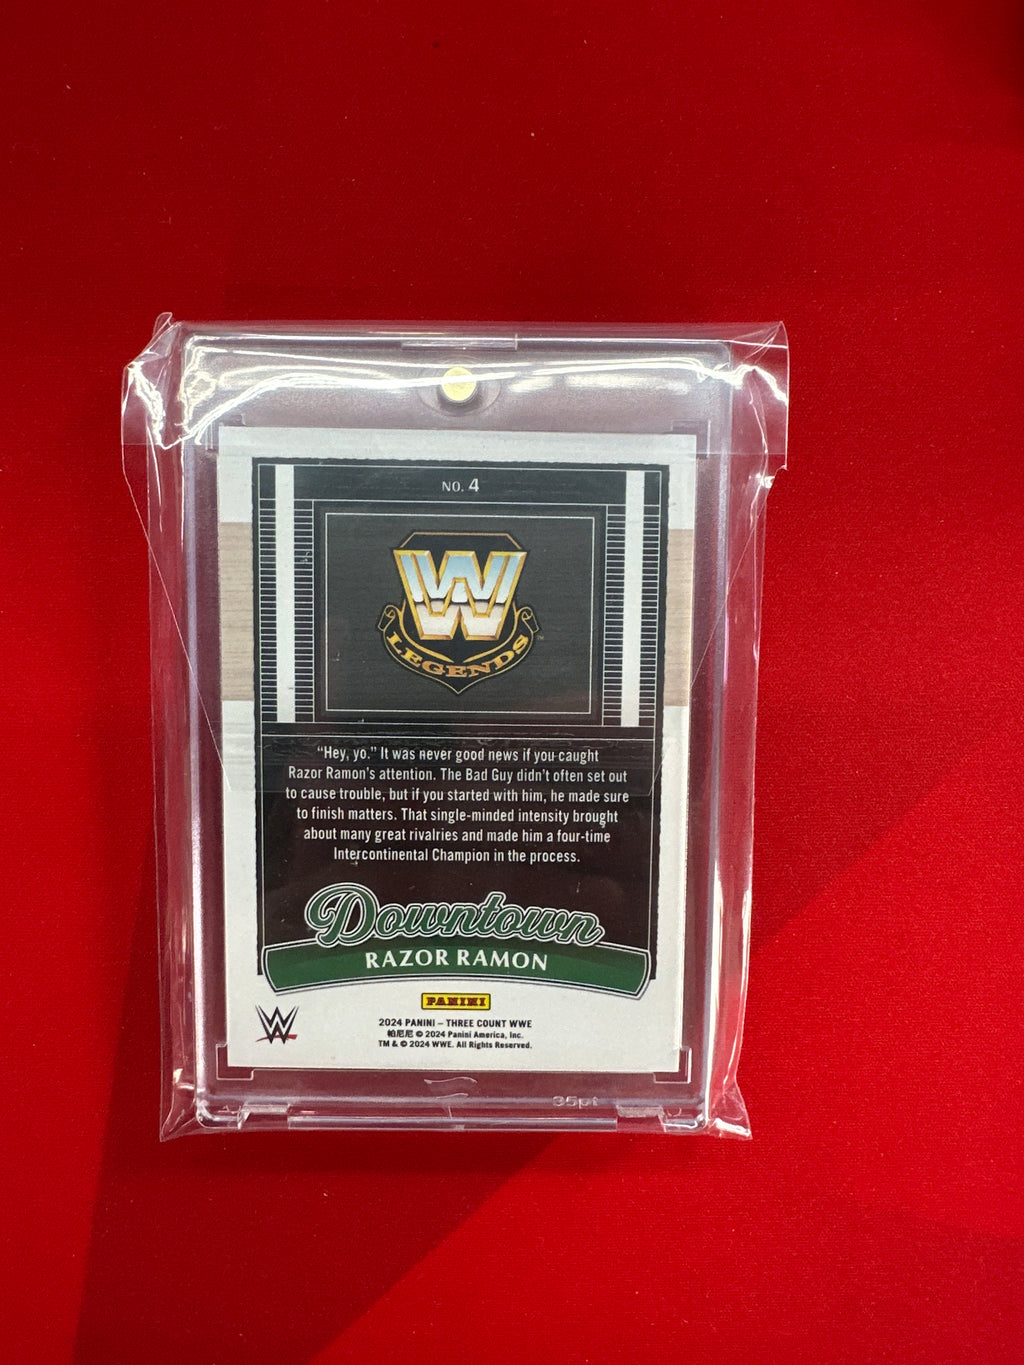 NO. 4
W
LEGENDS
™
“Hey, yo.” It was never good news if you caught
Razor Ramon’s attention. The Bad Guy didn’t often set out
to cause trouble, but if you started with him, he made sure
to finish matters. That single-minded intensity brought
about many great rivalries and made him a four-time
Intercontinental Champion in the process.
Downtown
RAZOR RAMON
PANINI
W
2024 PANINI – THREE COUNT WWE
帕尼尼 © 2024 Panini America, Inc.
TM & © 2024 WWE. All Rights Reserved.
35pt